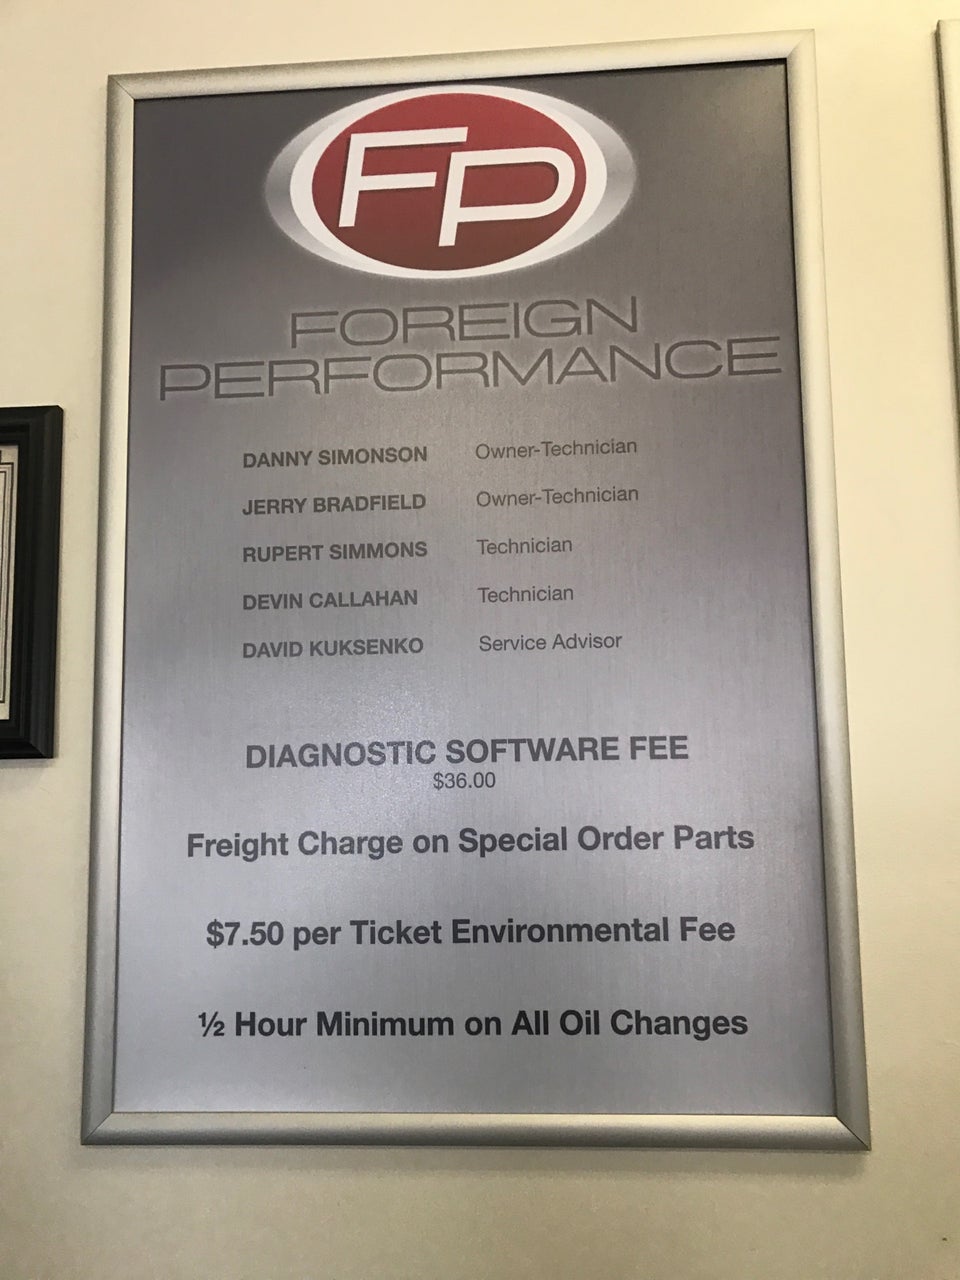 FP
FOREIGN
PERFORMANCE
DANNY SIMONSON Owner-Technician
JERRY BRADFIELD Owner-Technician
RUPERT SIMMONS Technician
DEVIN CALLAHAN Technician
DAVID KUKSENKO Service Advisor
DIAGNOSTIC SOFTWARE FEE
$36.00
Freight Charge on Special Order Parts
$7.50 per Ticket Environmental Fee
½ Hour Minimum on All Oil Changes